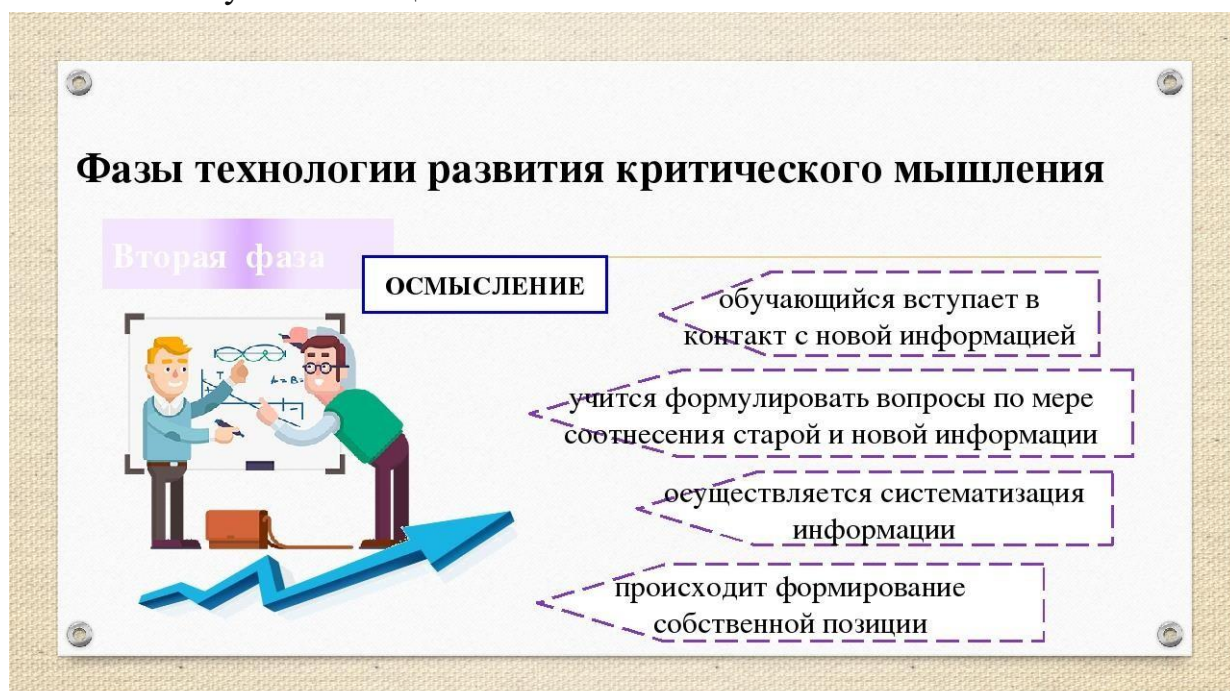 Фазы технологии развития критического мышления
Вторая фаза
ОСМЫСЛЕНИЕ
обучающийся вступает в
контакт с новой информацией
учится формулировать вопросы по мере
соотнесения старой и новой информации
осуществляется систематизация
информации
происходит формирование
собственной позиции